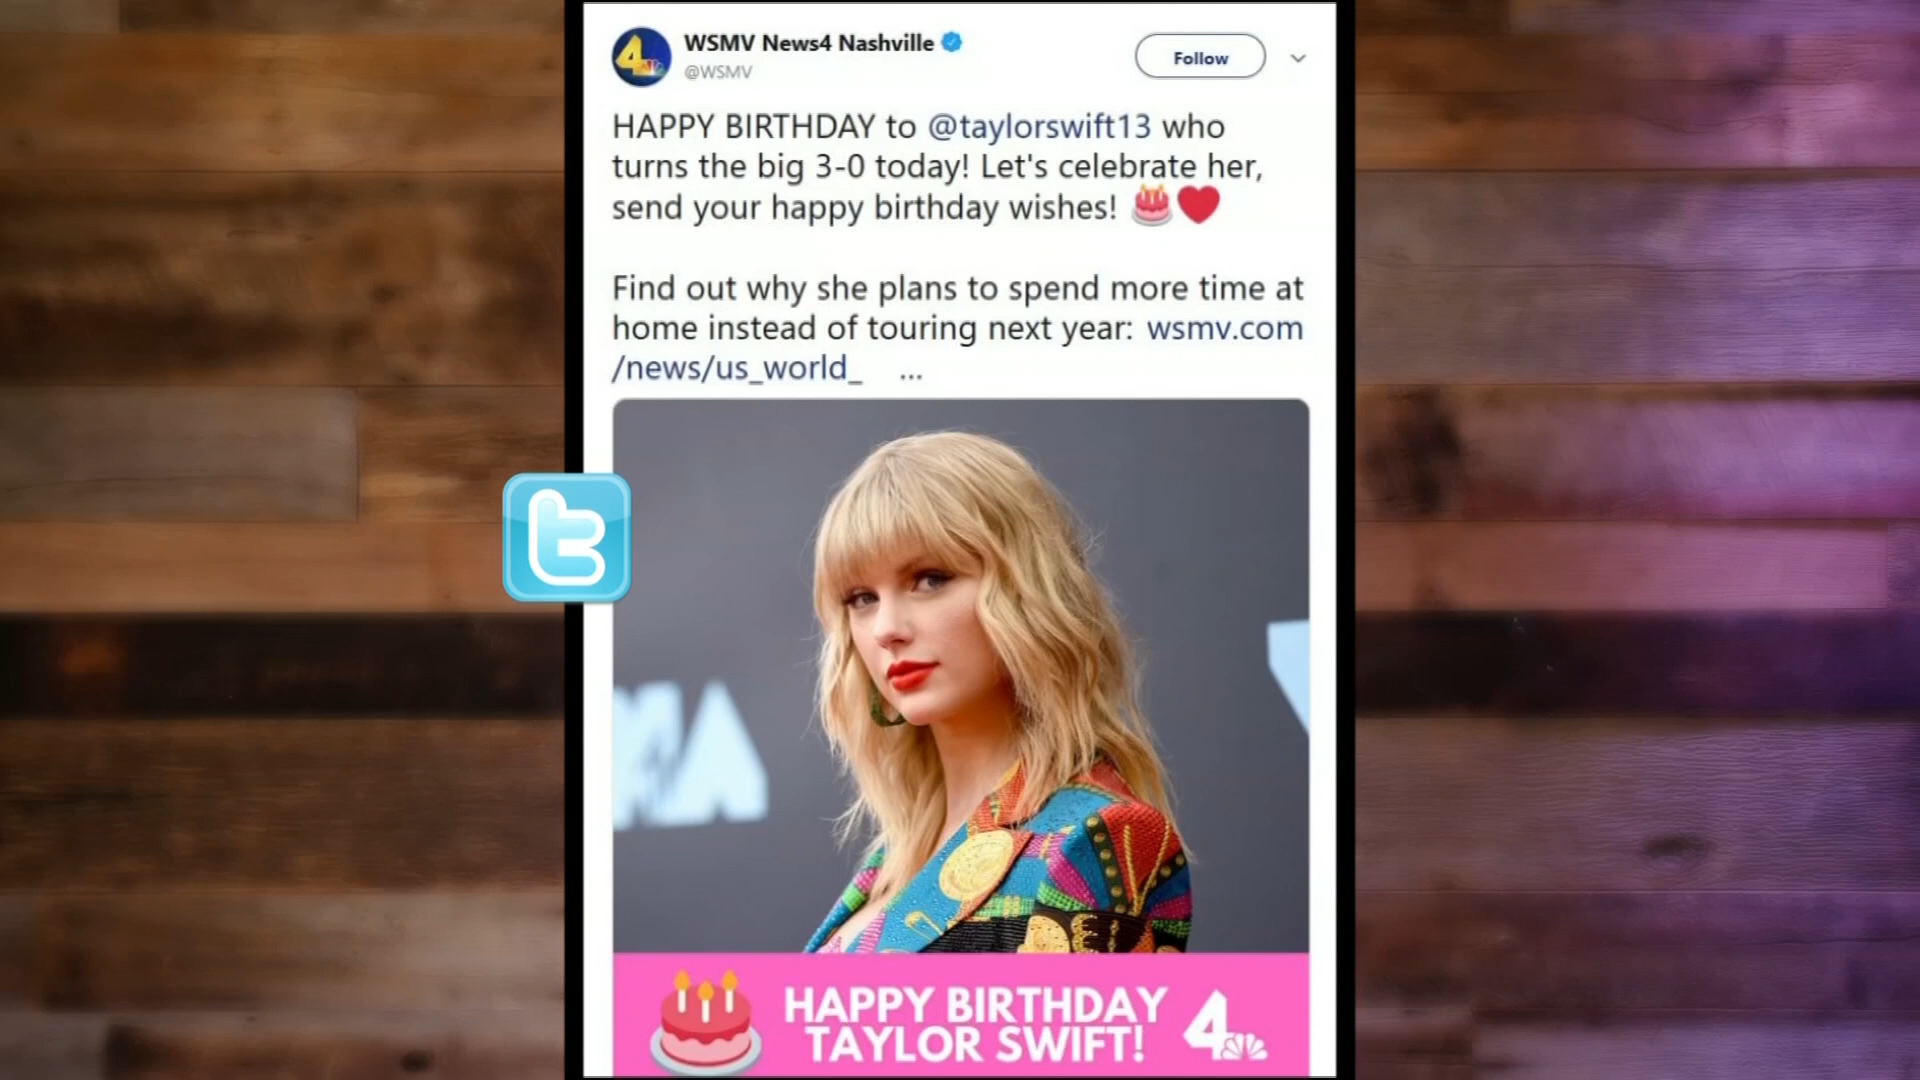 WSMV News4 Nashville
@WSMV
Follow
HAPPY BIRTHDAY to @taylorswift13 who
turns the big 3-0 today! Let's celebrate her,
send your happy birthday wishes! 🎂❤
Find out why she plans to spend more time at
home instead of touring next year: wsmv.com
/news/us_world_ ...
MA
HAPPY BIRTHDAY
TAYLOR SWIFT!
4